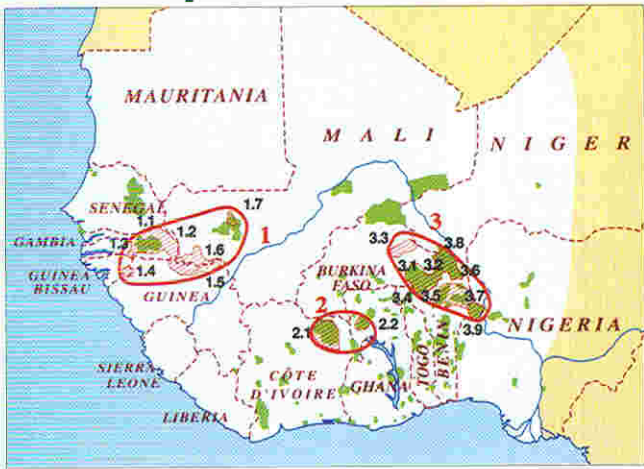 MAURITANIA
MALI
NIGER
SENEGAL
1.1
1.2
1.7
1
GAMBIA
1.3
1.6
1.4
1.5
GUINEA
BISSAU
GUINEA
3
3.3
3.8
3.1
3.2
3.6
BURKINA
FASO
3.4
3.5
3.7
3.9
NIGERIA
2
2.1
2.2
SIERRA
LEONE
CÔTE
D'IVOIRE
GHANA
TOGO
BENIN
LIBERIA